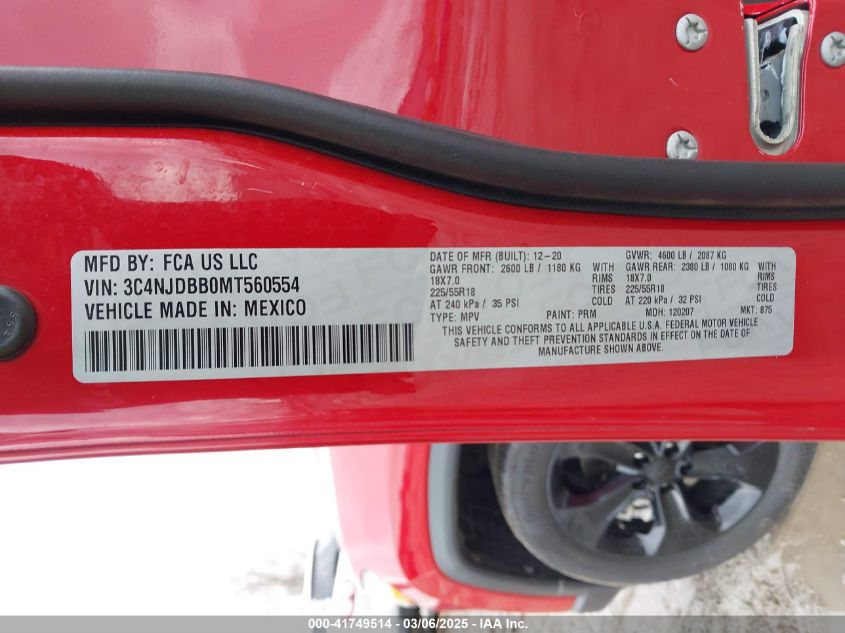 MFD BY: FCA US LLC
VIN: 3C4NJDBB0MT560554
VEHICLE MADE IN: MEXICO
DATE OF MFR (BUILT): 12-20
GVWR: 4600 LB / 2087 KG
GAWR FRONT: 2600 LB / 1180 KG WITH
18X7.0 RIMS
225/55R18 TIRES
AT 240 kPa / 35 PSI COLD
GAWR REAR: 2380 LB / 1080 KG WITH
18X7.0 RIMS
225/55R18 TIRES
AT 220 kPa / 32 PSI COLD
TYPE: MPV PAINT: PRM MDH: 120207 MKT: 875
THIS VEHICLE CONFORMS TO ALL APPLICABLE U.S.A. FEDERAL MOTOR VEHICLE
SAFETY AND THEFT PREVENTION STANDARDS IN EFFECT ON THE DATE OF
MANUFACTURE SHOWN ABOVE.
000-41749514 - 03/06/2025 - IAAI.com